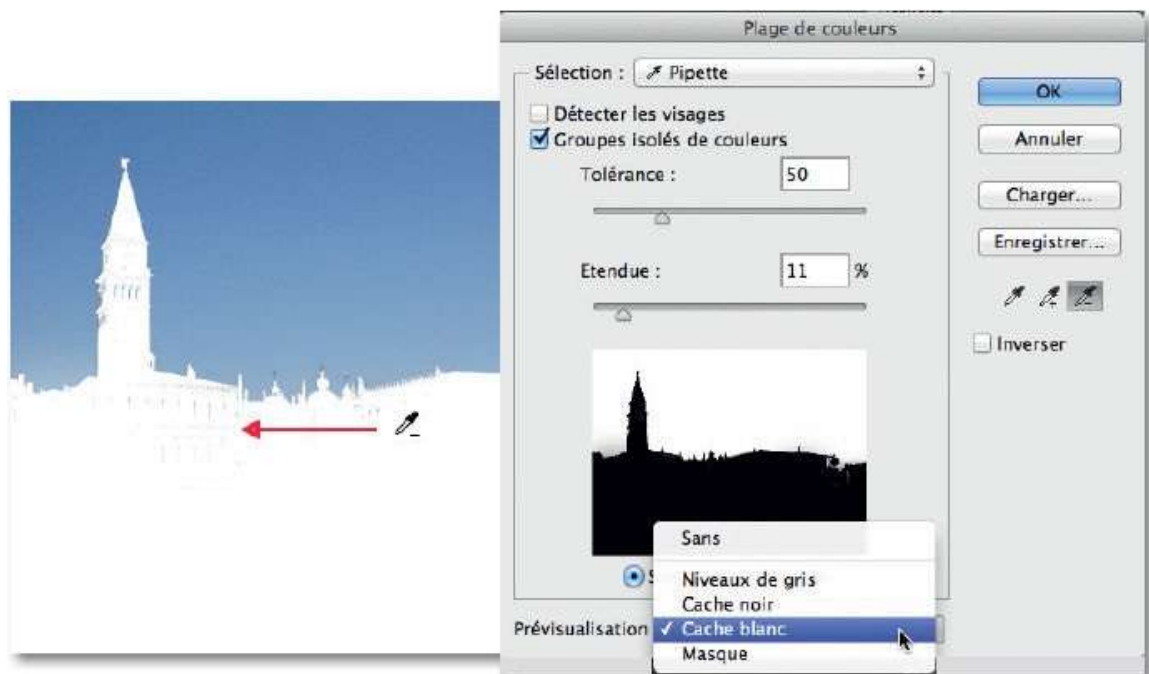 Plage de couleurs
Sélection : Pipette
Détecter les visages
Groupes isolés de couleurs
Tolérance : 50
Etendue : 11 %
OK
Annuler
Charger...
Enregistrer...
Inverser
Sans
Niveaux de gris
Cache noir
Prévisualisation ✓ Cache blanc
Masque